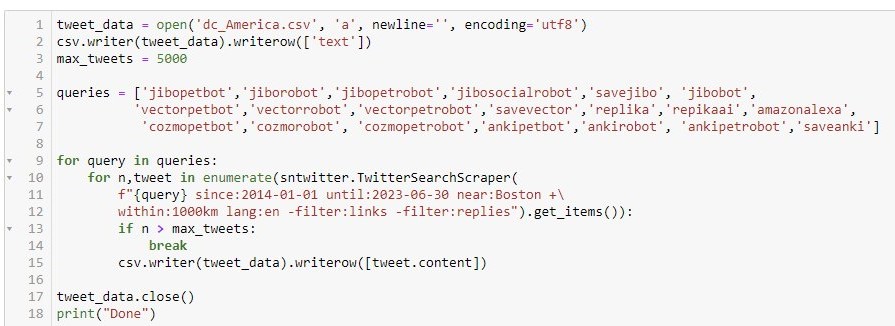 1 tweet_data = open('dc_America.csv', 'a', newline='', encoding='utf8')
2 csv.writer(tweet_data).writerow(['text'])
3 max_tweets = 5000
4
5 queries = ['jibopetbot','jiborobot','jibopetrobot','jibosocialrobot','savejibo', 'jibobot',
6 'vectorpetbot','vectorrobot','vectorpetrobot','savevector','replika','repikaai','amazonalexa',
7 'cozmopetbot','cozmorobot', 'cozmopetrobot','ankipetbot','ankirobot', 'ankipetrobot','saveanki']
8
9 for query in queries:
10 for n,tweet in enumerate(sntwitter.TwitterSearchScraper(
11 f"{query} since:2014-01-01 until:2023-06-30 near:Boston +\
12 within:1000km lang:en -filter:links -filter:replies").get_items()):
13 if n > max_tweets:
14 break
15 csv.writer(tweet_data).writerow([tweet.content])
16
17 tweet_data.close()
18 print("Done")